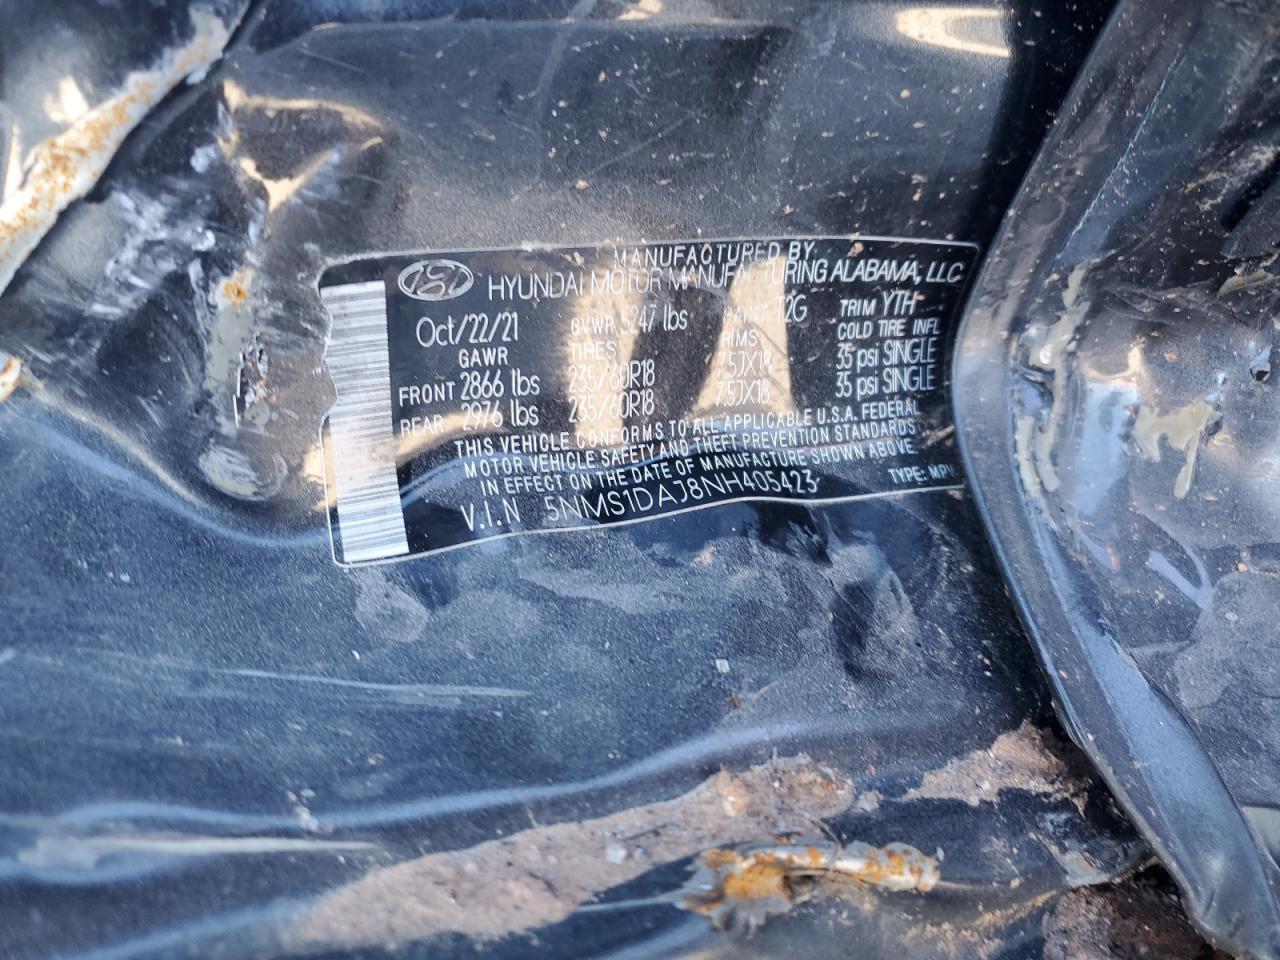 MANUFACTURED BY
HYUNDAI MOTOR MANUFACTURING ALABAMA, LLC
Oct/22/21 GVWR 5247 lbs PAINT T2G TRIM YTH
GAWR TIRES RIMS COLD TIRE INFL
FRONT 2866 lbs 235/60R18 7.5JX18 35 psi SINGLE
REAR 2976 lbs 235/60R18 7.5JX18 35 psi SINGLE
THIS VEHICLE CONFORMS TO ALL APPLICABLE U.S.A. FEDERAL
MOTOR VEHICLE SAFETY AND THEFT PREVENTION STANDARDS
IN EFFECT ON THE DATE OF MANUFACTURE SHOWN ABOVE.
V.I.N 5NMS1DAJ8NH405423 TYPE: MPV